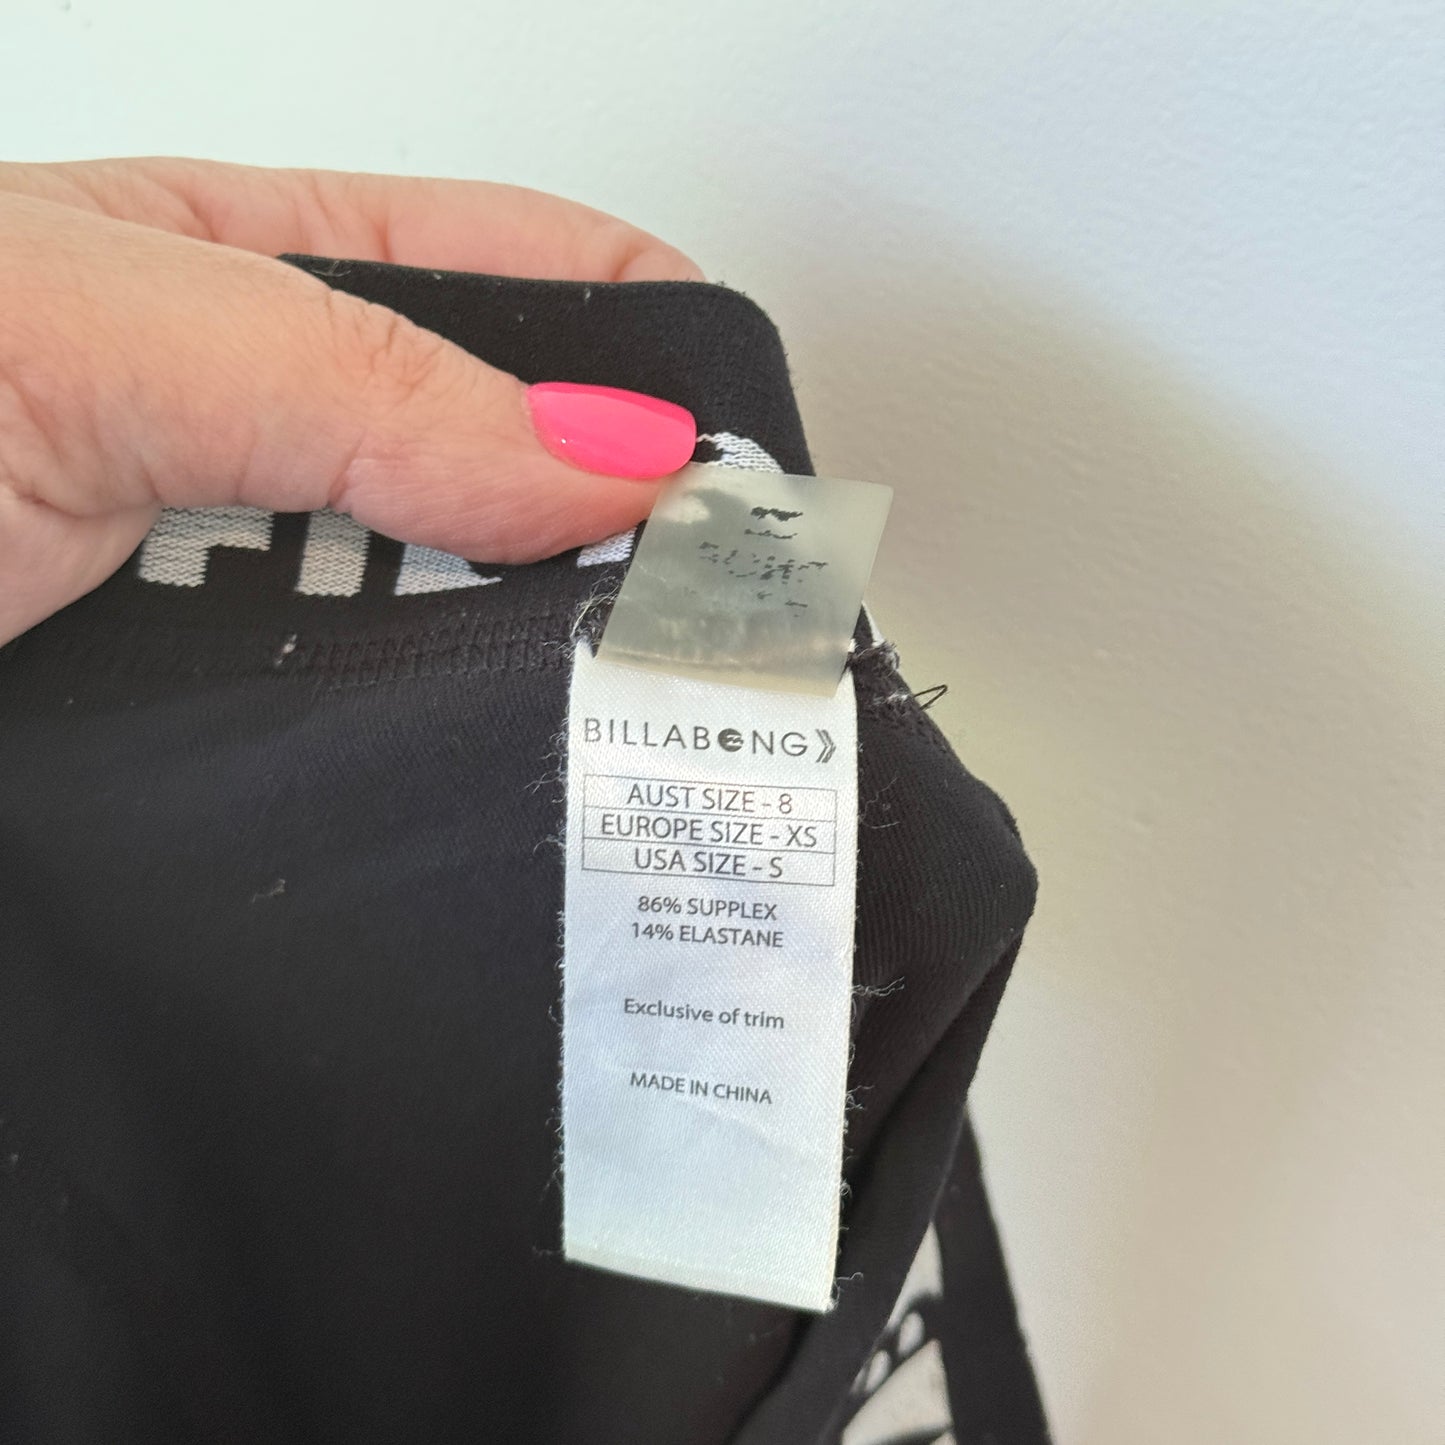 BILLABONG
AUST SIZE - 8
EUROPE SIZE - XS
USA SIZE - S
86% SUPPLEX
14% ELASTANE
Exclusive of trim
MADE IN CHINA